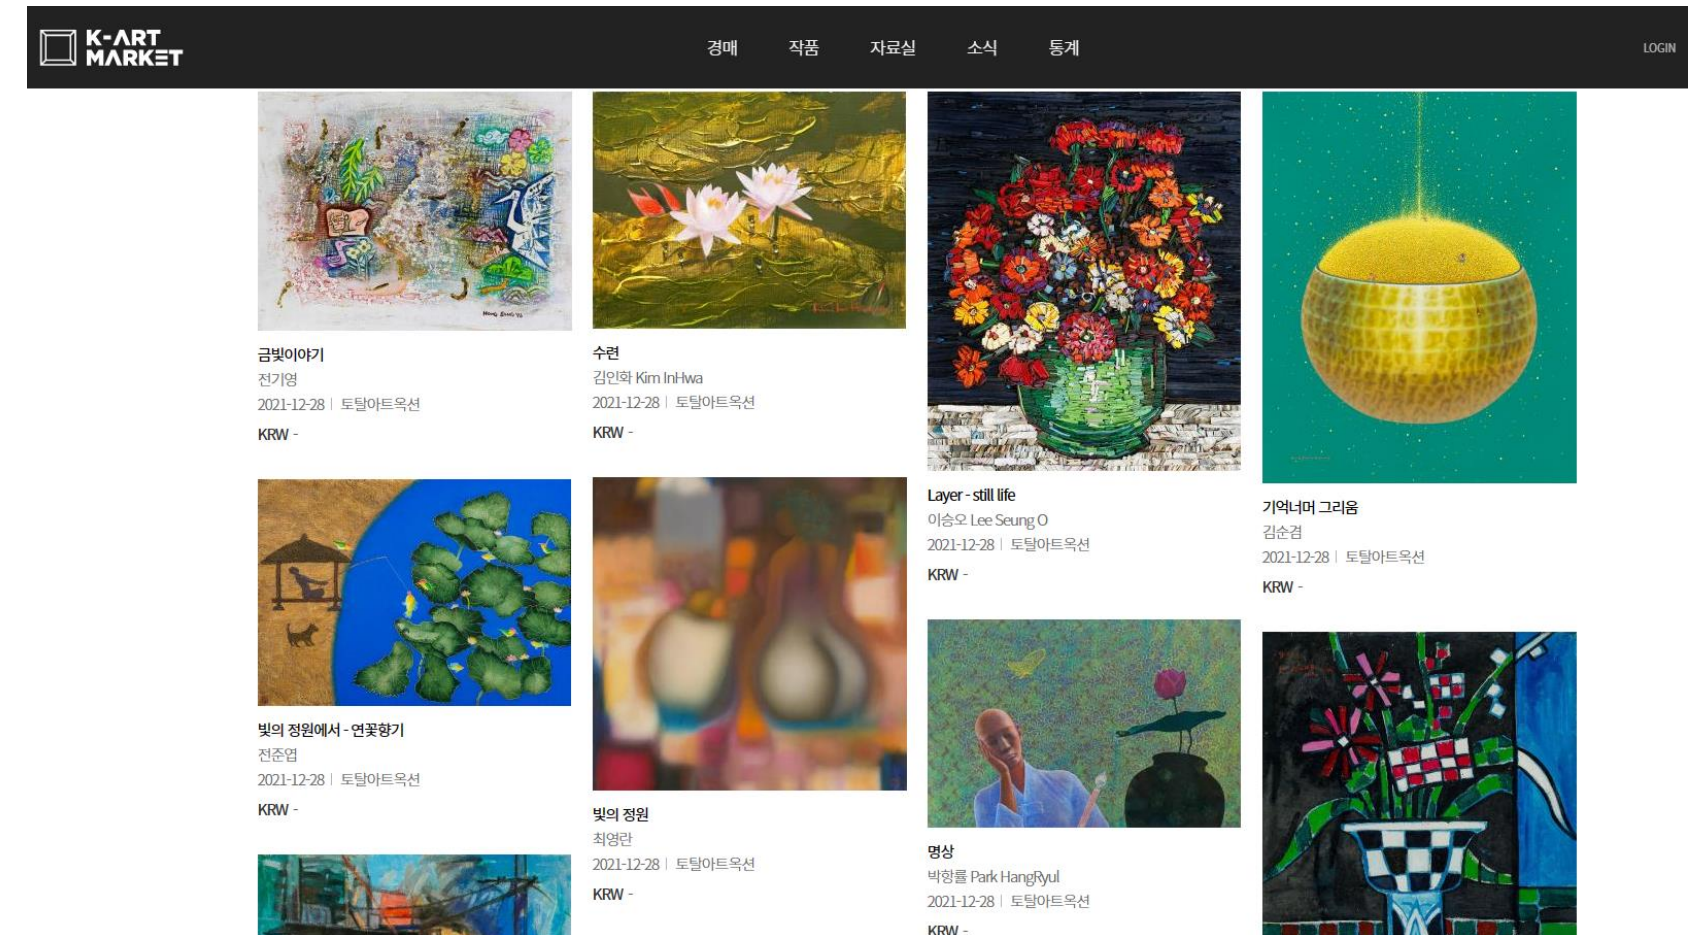 K-ART
MARKET
경매
작품
자료실
소식
통계
LOGIN
금빛이야기
전기영
2021-12-28 | 토탈아트옥션
KRW -
수련
김인화 Kim InHwa
2021-12-28 | 토탈아트옥션
KRW -
Layer - still life
이승오 Lee Seung O
2021-12-28 | 토탈아트옥션
KRW -
기억너머 그리움
김순겸
2021-12-28 | 토탈아트옥션
KRW -
빛의 정원에서 - 연꽃향기
전준엽
2021-12-28 | 토탈아트옥션
KRW -
빛의 정원
최영란
2021-12-28 | 토탈아트옥션
KRW -
명상
박항률 Park HangRyul
2021-12-28 | 토탈아트옥션
KRW -